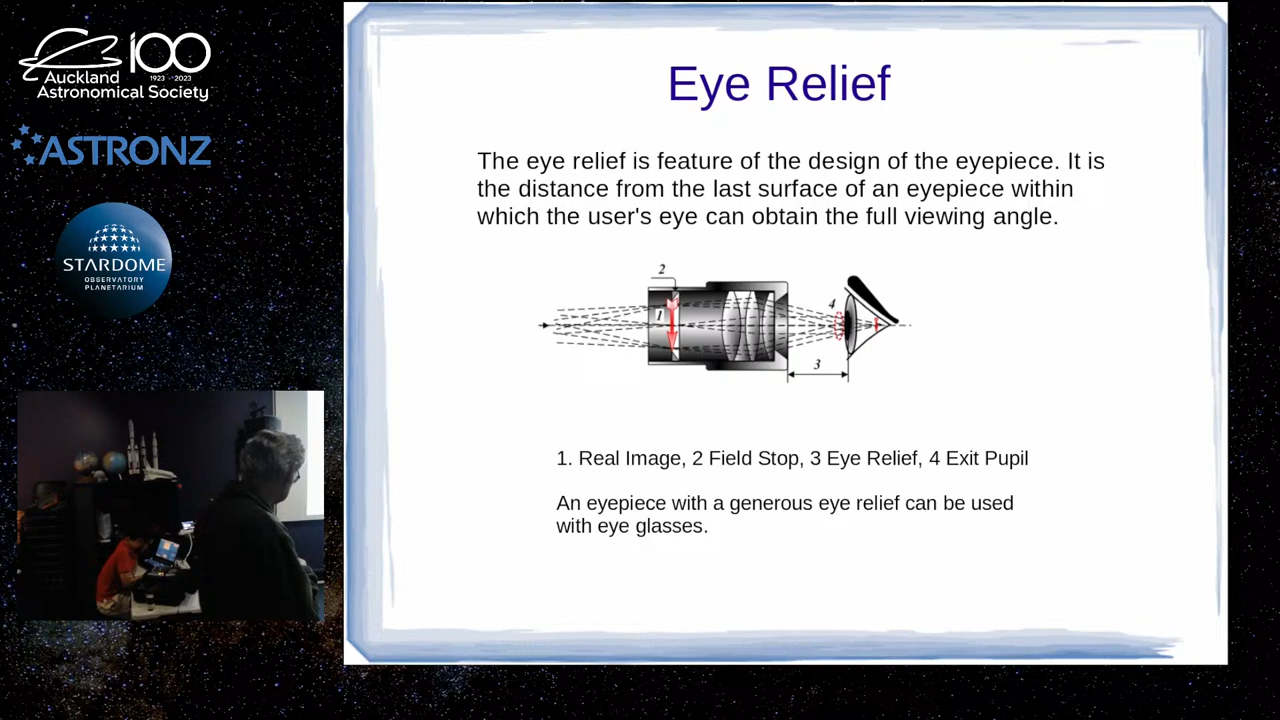 100
1923 2023
Auckland
Astronomical Society
ASTRONZ
STARDOME
OBSERVATORY
PLANETARIUM
Eye Relief
The eye relief is feature of the design of the eyepiece. It is
the distance from the last surface of an eyepiece within
which the user's eye can obtain the full viewing angle.
2
1
4
3
1. Real Image, 2 Field Stop, 3 Eye Relief, 4 Exit Pupil
An eyepiece with a generous eye relief can be used
with eye glasses.